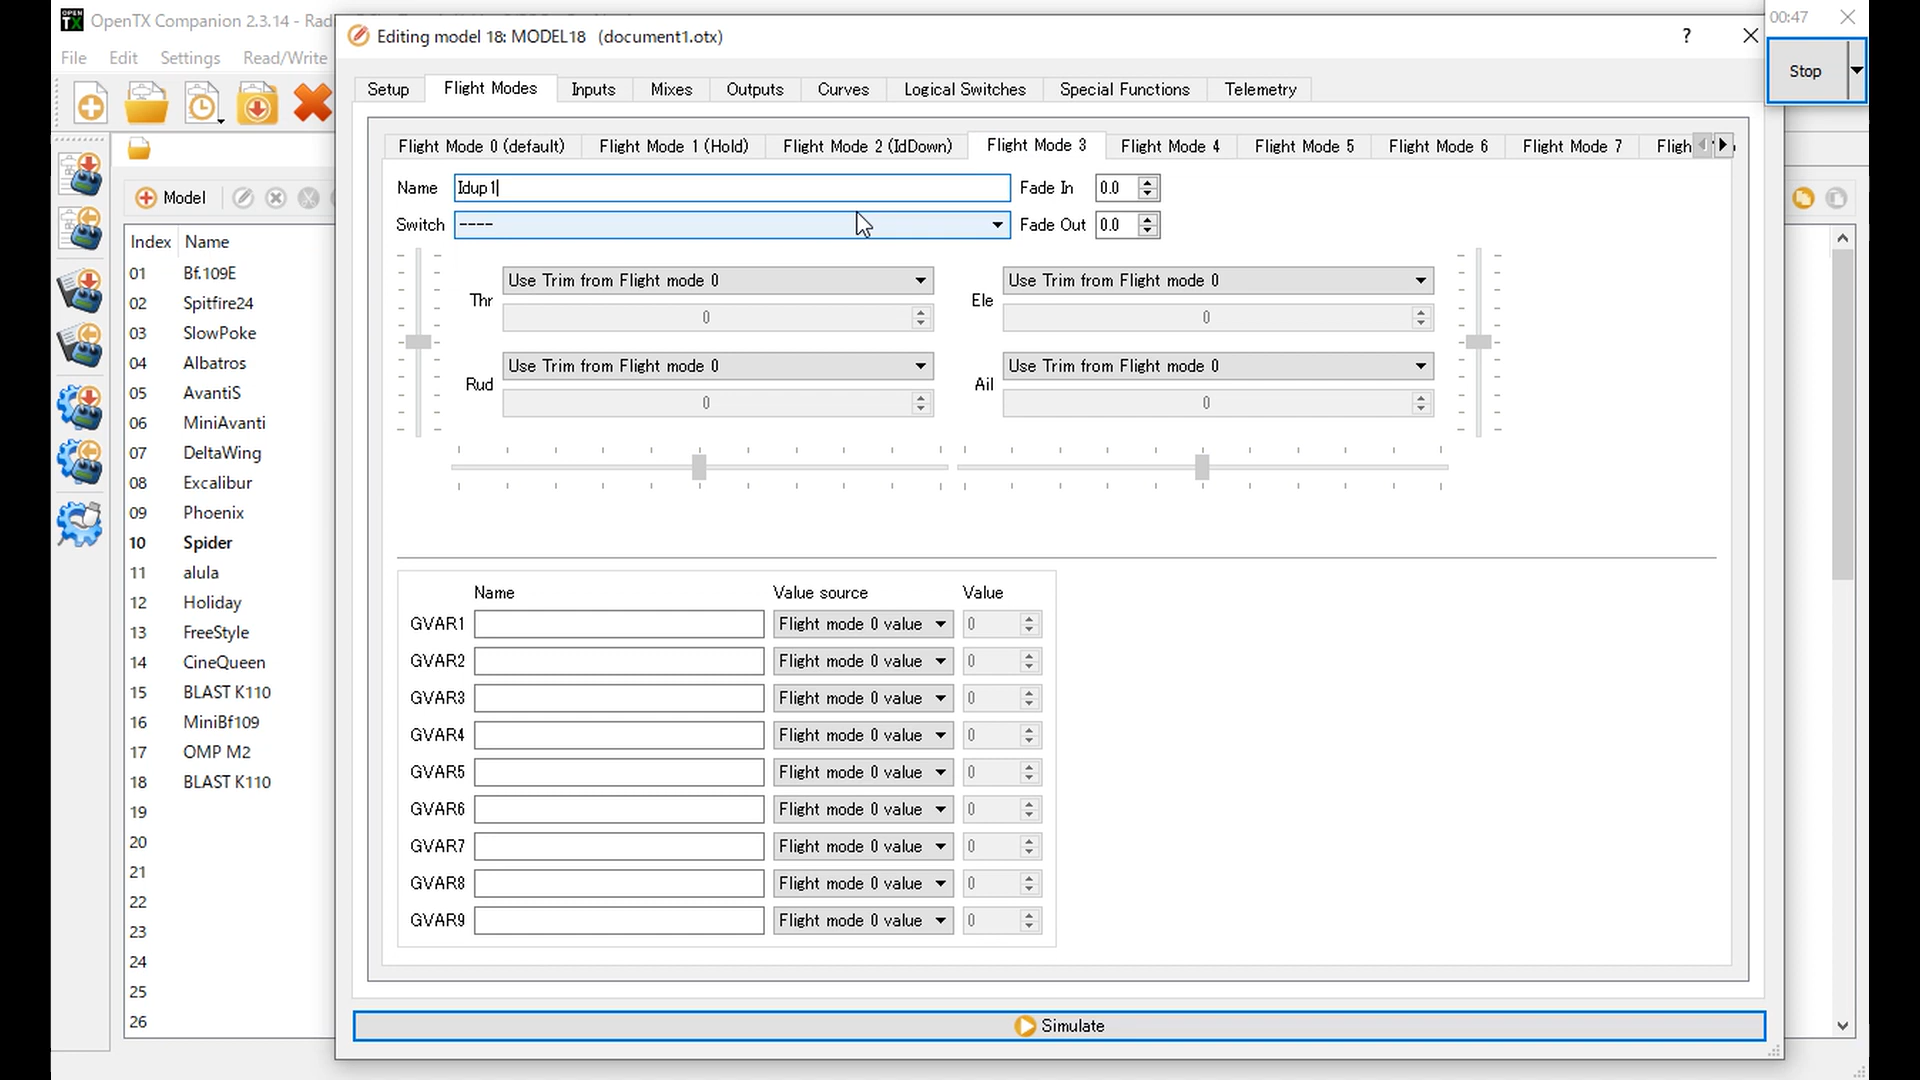 OpenTX Companion 2.3.14 - Rad
00:47
Editing model 18: MODEL18 (document1.otx)
?
File Edit Settings Read/Write
Stop
Setup Flight Modes Inputs Mixes Outputs Curves Logical Switches Special Functions Telemetry
Flight Mode 0 (default) Flight Mode 1 (Hold) Flight Mode 2 (IdDown) Flight Mode 3 Flight Mode 4 Flight Mode 5 Flight Mode 6 Flight Mode 7 Fligh
Name Idup1 Fade In 0.0
Model
Switch ---- Fade Out 0.0
Index Name
01 Bf.109E
02 Spitfire24
03 SlowPoke
04 Albatros
05 AvantiS
06 MiniAvanti
07 DeltaWing
08 Excalibur
09 Phoenix
10 Spider
11 alula
12 Holiday
13 FreeStyle
14 CineQueen
15 BLAST K110
16 MiniBf109
17 OMP M2
18 BLAST K110
19
20
21
22
23
24
25
26
Use Trim from Flight mode 0 Use Trim from Flight mode 0
Thr Ele
0 0
Use Trim from Flight mode 0 Use Trim from Flight mode 0
Rud Ail
0 0
Name Value source Value
GVAR1 Flight mode 0 value 0
GVAR2 Flight mode 0 value 0
GVAR3 Flight mode 0 value 0
GVAR4 Flight mode 0 value 0
GVAR5 Flight mode 0 value 0
GVAR6 Flight mode 0 value 0
GVAR7 Flight mode 0 value 0
GVAR8 Flight mode 0 value 0
GVAR9 Flight mode 0 value 0
Simulate